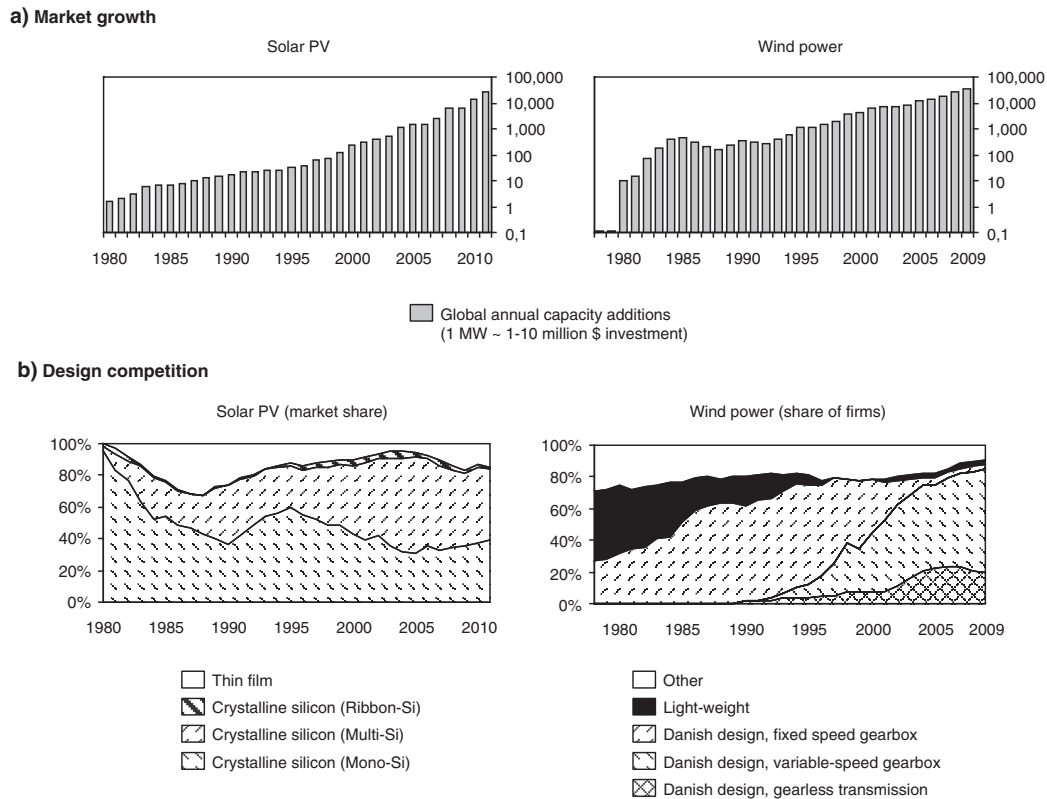 a) Market growth
Solar PV
Wind power
100,000
10,000
1,000
100
10
1
0,1
1980 1985 1990 1995 2000 2005 2010
100,000
10,000
1,000
100
10
1
0,1
1980 1985 1990 1995 2000 2005 2009
Global annual capacity additions
(1 MW ~ 1-10 million $ investment)
b) Design competition
Solar PV (market share)
Wind power (share of firms)
100%
80%
60%
40%
20%
0%
1980 1985 1990 1995 2000 2005 2010
100%
80%
60%
40%
20%
0%
1980 1985 1990 1995 2000 2005 2009
Thin film
Crystalline silicon (Ribbon-Si)
Crystalline silicon (Multi-Si)
Crystalline silicon (Mono-Si)
Other
Light-weight
Danish design, fixed speed gearbox
Danish design, variable-speed gearbox
Danish design, gearless transmission